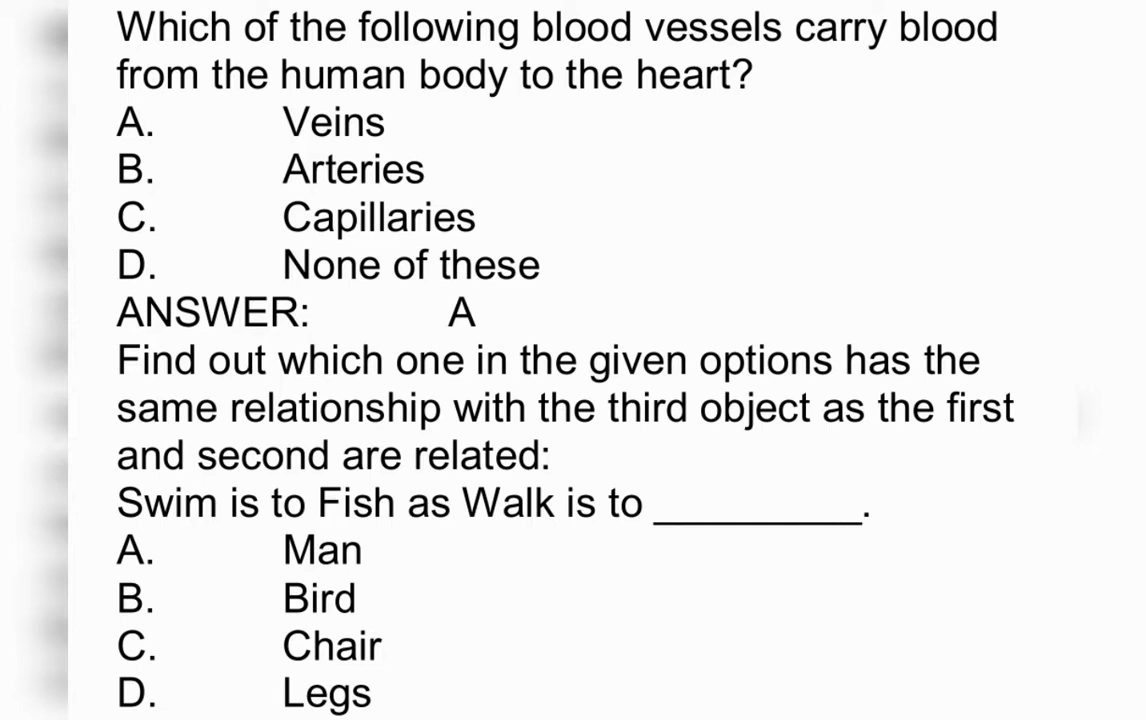 Which of the following blood vessels carry blood
from the human body to the heart?
A. Veins
B. Arteries
C. Capillaries
D. None of these
ANSWER: A
Find out which one in the given options has the
same relationship with the third object as the first
and second are related:
Swim is to Fish as Walk is to _________.
A. Man
B. Bird
C. Chair
D. Legs